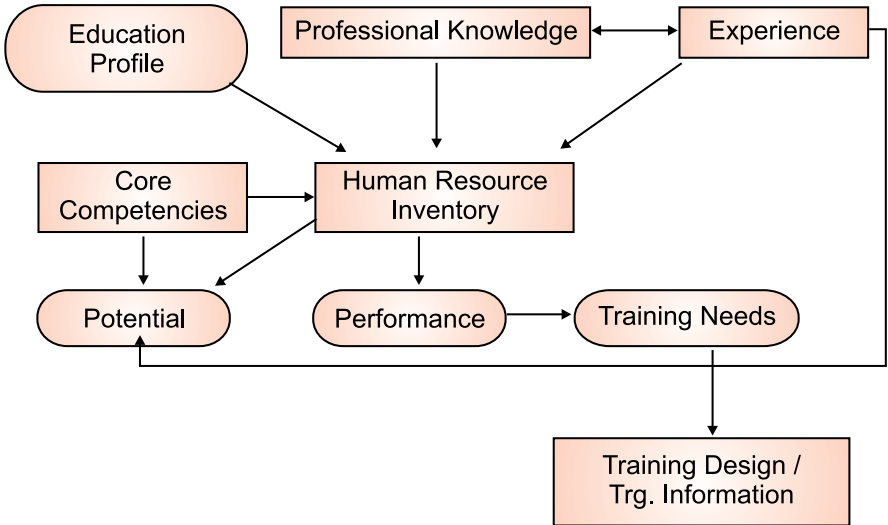 Education
Profile
Professional Knowledge
Experience
Core
Competencies
Human Resource
Inventory
Potential
Performance
Training Needs
Training Design /
Trg. Information